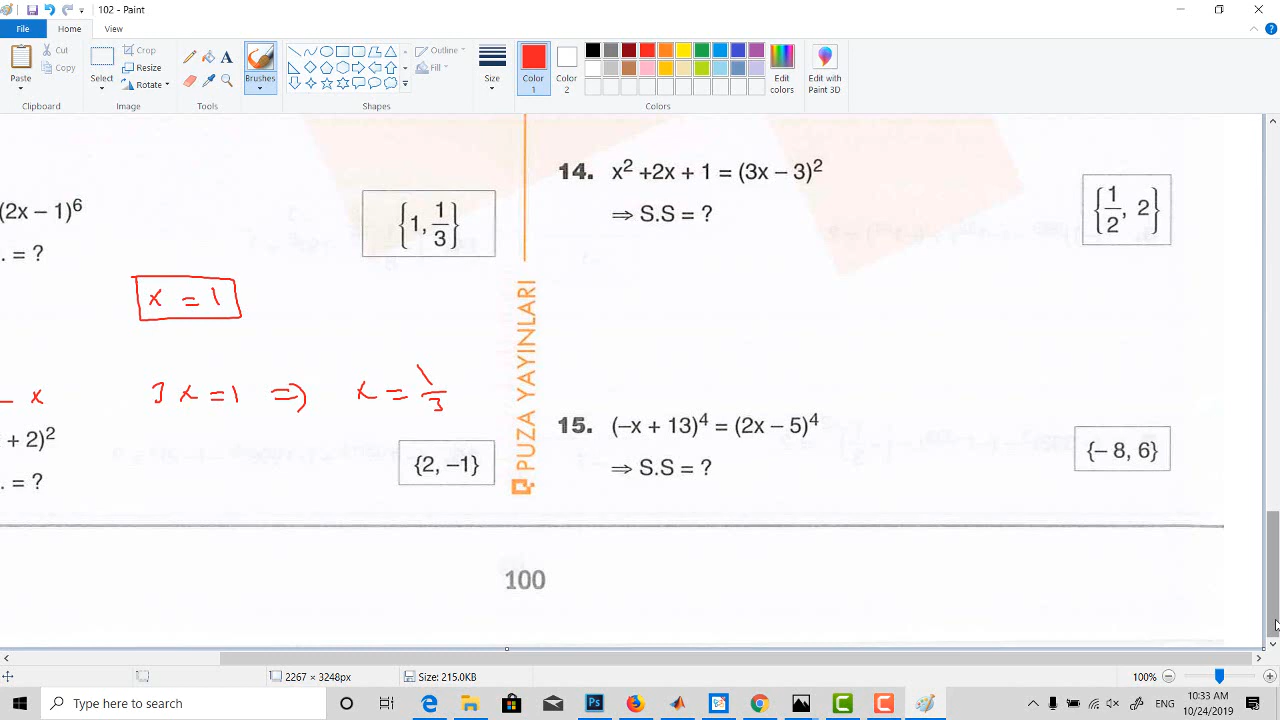 102 - Paint
File
Home
View
Paste
Cut
Copy
Clipboard
Select
Crop
Resize
Rotate
Image
Tools
Brushes
Outline
Fill
Shapes
Size
Color
1
Color
2
Edit
colors
Colors
Edit with
Paint 3D
(2x – 1)⁶
. = ?
{1, 1/3}
x = 1
– x
3x = 1 ⇒ x = 1/3
x + 2)²
. = ?
{2, –1}
PUZA YAYINLARI
14. x² +2x + 1 = (3x – 3)²
⇒ S.S = ?
{1/2, 2}
15. (–x + 13)⁴ = (2x – 5)⁴
⇒ S.S = ?
{– 8, 6}
100
2267 × 3248px
Size: 215.0KB
100%
Type here to search
ENG
10:33 AM
10/24/2019